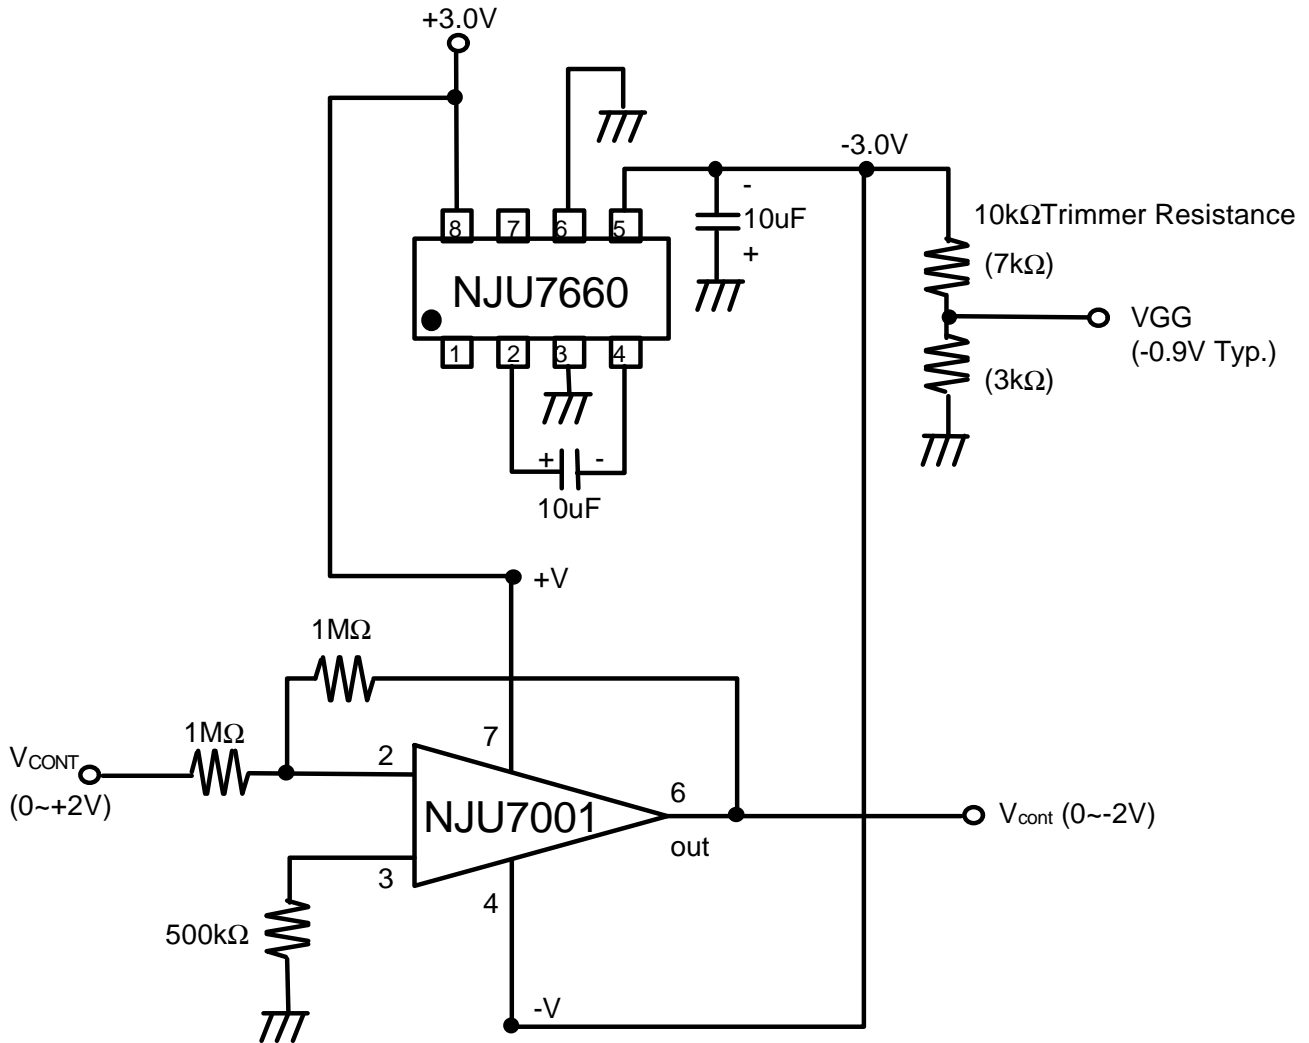 +3.0V
-3.0V
8
7
6
5
-
10uF
+
10kΩTrimmer Resistance
(7kΩ)
NJU7660
VGG
(-0.9V Typ.)
1
2
3
4
(3kΩ)
+
-
10uF
+V
1MΩ
1MΩ
7
VCONT
(0~+2V)
2
6
NJU7001
Vcont (0~-2V)
out
3
4
500kΩ
-V